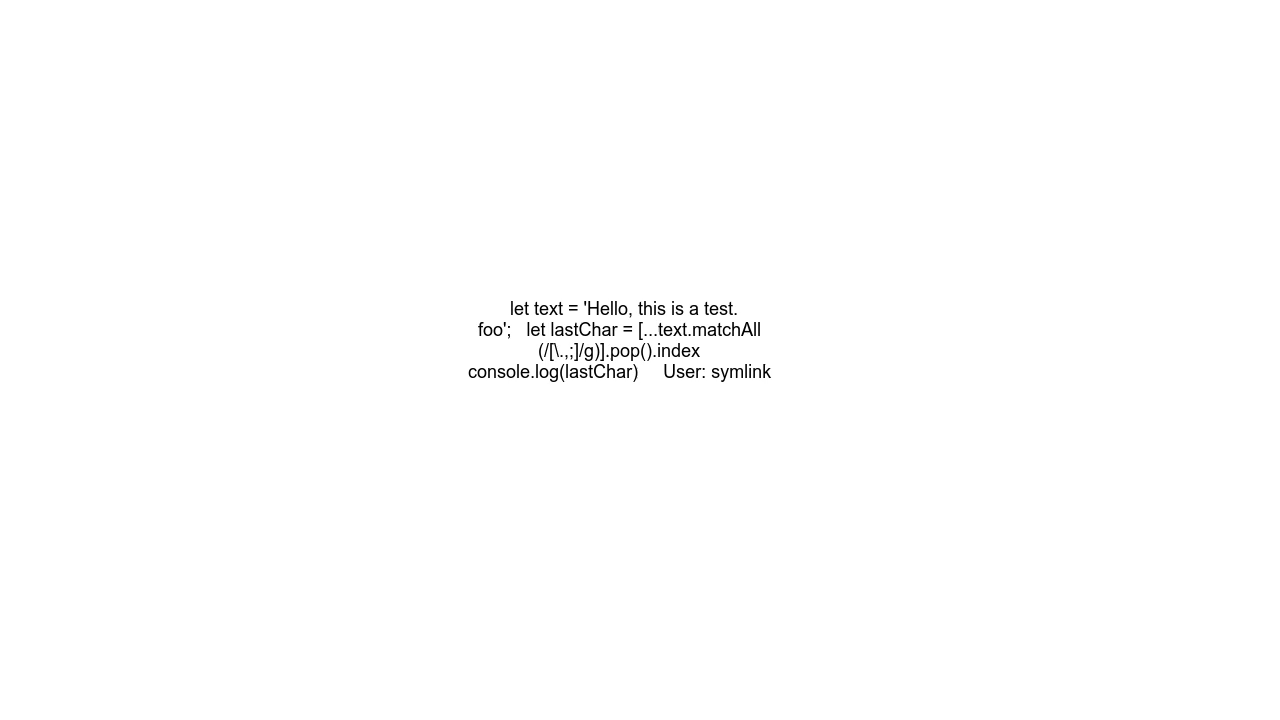 let text = 'Hello, this is a test.
foo';   let lastChar = [...text.matchAll
(/[\.,;]/g)].pop().index
console.log(lastChar)     User: symlink